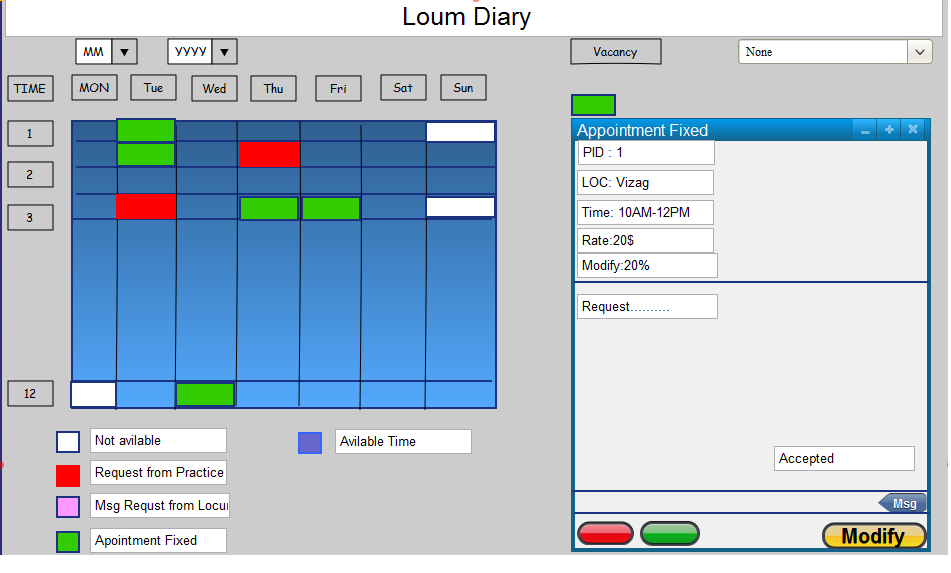 Loum Diary
MM
YYYY
Vacancy
None
TIME
MON
Tue
Wed
Thu
Fri
Sat
Sun
1
2
3
12
Appointment Fixed
PID : 1
LOC: Vizag
Time: 10AM-12PM
Rate:20$
Modify:20%
Request..........
Accepted
Msg
Modify
Not avilable
Avilable Time
Request from Practice
Msg Requst from Locu
Apointment Fixed